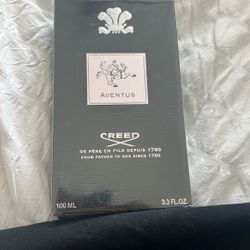 AVENTUS
CREED
DE PÈRE EN FILS DEPUIS 1760
FROM FATHER TO SON SINCE 1760
100 ML
3.3 FL.OZ.